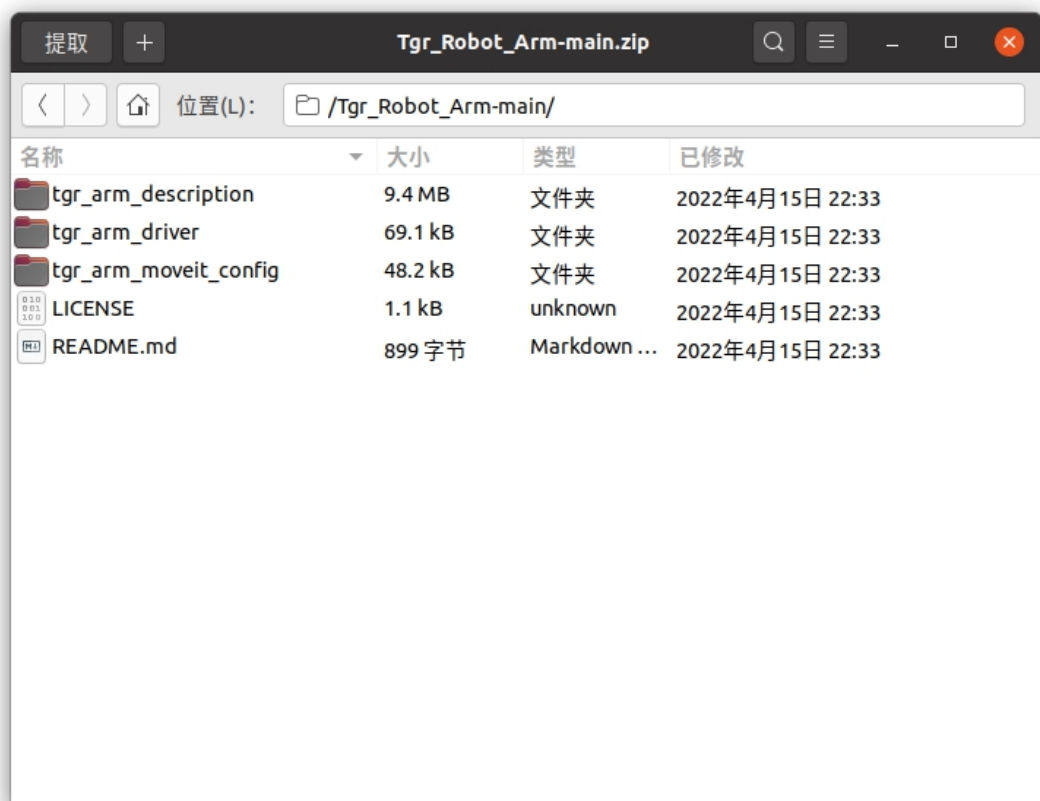 提取 Tgr_Robot_Arm-main.zip
位置(L)： /Tgr_Robot_Arm-main/
名称 大小 类型 已修改
tgr_arm_description 9.4 MB 文件夹 2022年4月15日 22:33
tgr_arm_driver 69.1 kB 文件夹 2022年4月15日 22:33
tgr_arm_moveit_config 48.2 kB 文件夹 2022年4月15日 22:33
LICENSE 1.1 kB unknown 2022年4月15日 22:33
README.md 899 字节 Markdown … 2022年4月15日 22:33